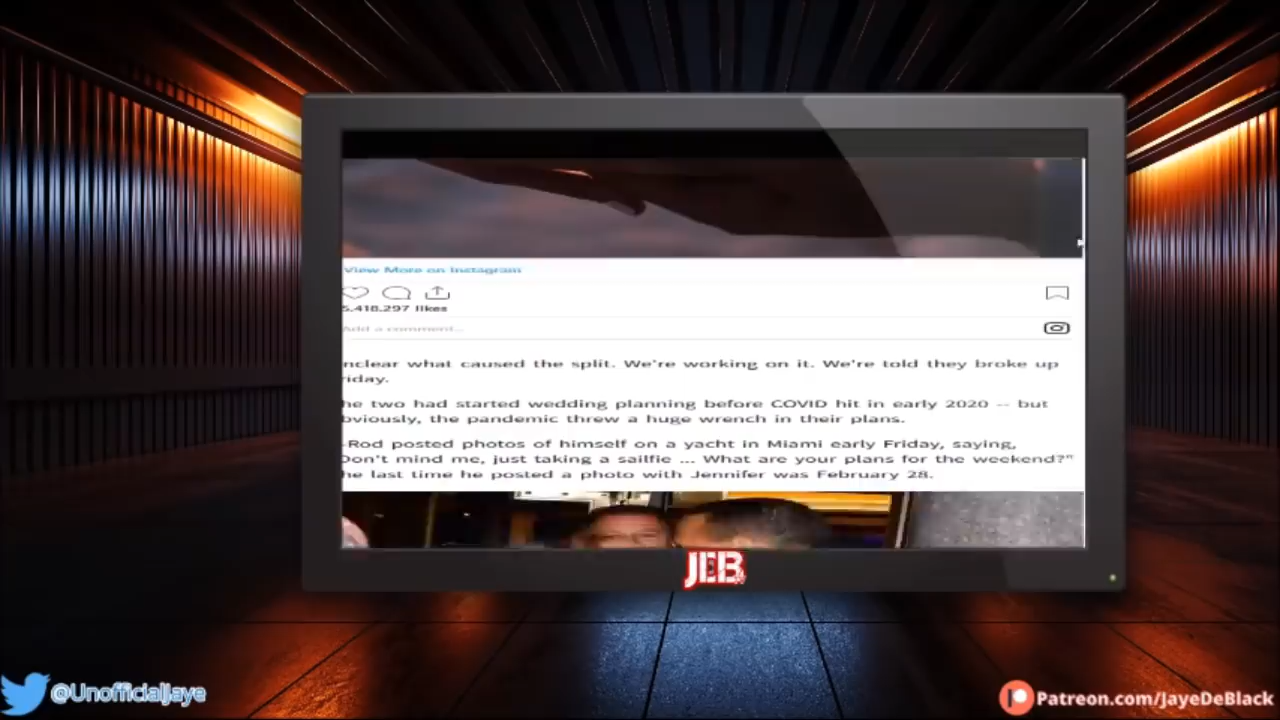 View More on Instagram
5,418,297 likes
Add a comment...
nclear what caused the split. We're working on it. We're told they broke up
riday.
he two had started wedding planning before COVID hit in early 2020 -- but
bviously, the pandemic threw a huge wrench in their plans.
-Rod posted photos of himself on a yacht in Miami early Friday, saying,
Don't mind me, just taking a sailfie ... What are your plans for the weekend?"
he last time he posted a photo with Jennifer was February 28.
JEB
@UnofficialJaye
Patreon.com/JayeDeBlack